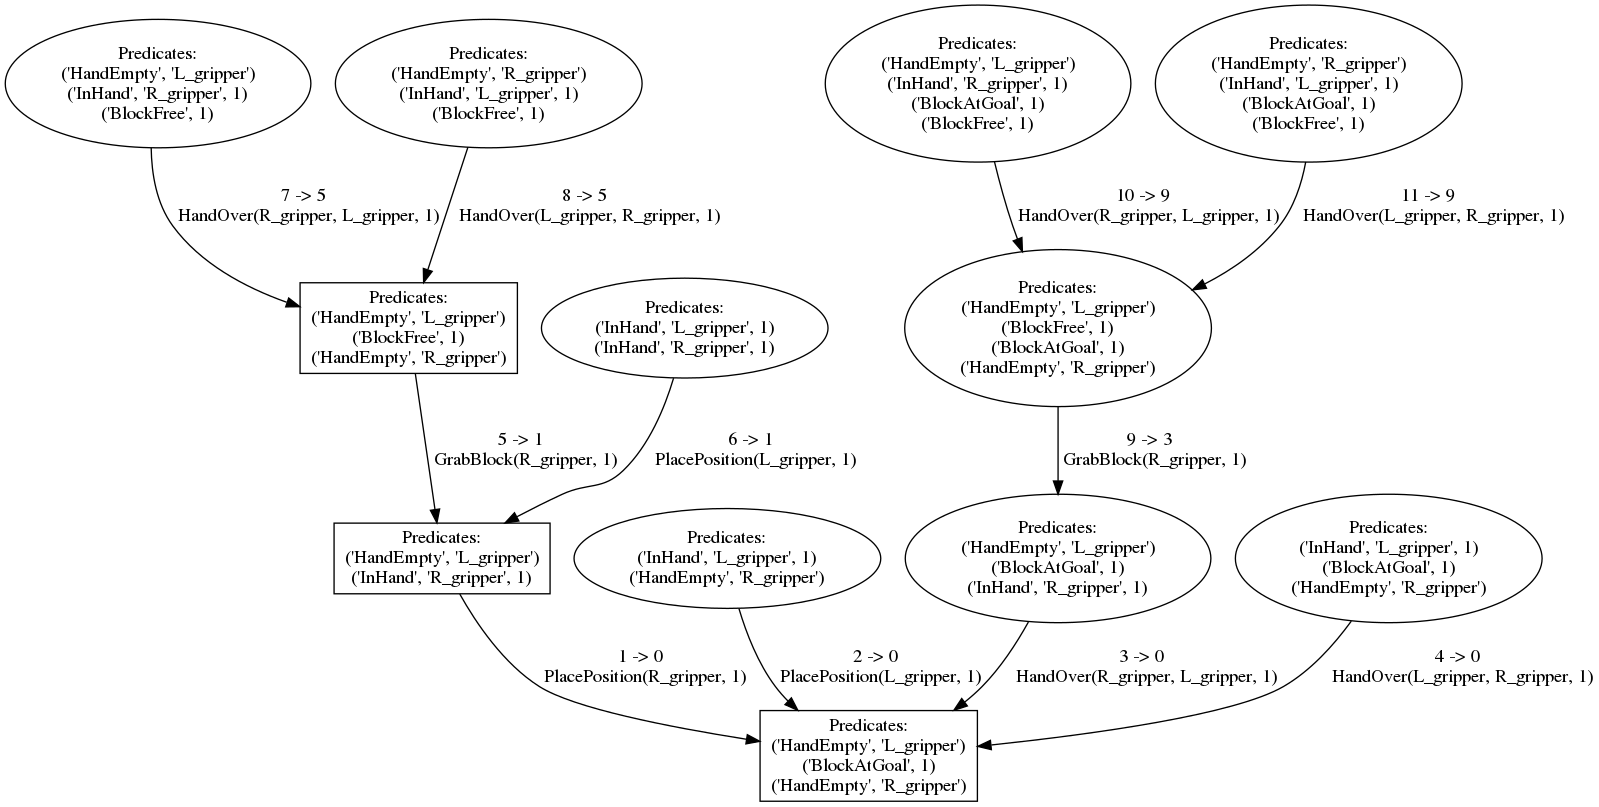 Predicates:
('HandEmpty', 'L_gripper')
('InHand', 'R_gripper', 1)
('BlockFree', 1)
Predicates:
('HandEmpty', 'R_gripper')
('InHand', 'L_gripper', 1)
('BlockFree', 1)
Predicates:
('HandEmpty', 'L_gripper')
('InHand', 'R_gripper', 1)
('BlockAtGoal', 1)
('BlockFree', 1)
Predicates:
('HandEmpty', 'R_gripper')
('InHand', 'L_gripper', 1)
('BlockAtGoal', 1)
('BlockFree', 1)
7 -> 5
HandOver(R_gripper, L_gripper, 1)
8 -> 5
HandOver(L_gripper, R_gripper, 1)
10 -> 9
HandOver(R_gripper, L_gripper, 1)
11 -> 9
HandOver(L_gripper, R_gripper, 1)
Predicates:
('HandEmpty', 'L_gripper')
('BlockFree', 1)
('HandEmpty', 'R_gripper')
Predicates:
('InHand', 'L_gripper', 1)
('InHand', 'R_gripper', 1)
Predicates:
('HandEmpty', 'L_gripper')
('BlockFree', 1)
('BlockAtGoal', 1)
('HandEmpty', 'R_gripper')
5 -> 1
GrabBlock(R_gripper, 1)
6 -> 1
PlacePosition(L_gripper, 1)
9 -> 3
GrabBlock(R_gripper, 1)
Predicates:
('HandEmpty', 'L_gripper')
('InHand', 'R_gripper', 1)
Predicates:
('InHand', 'L_gripper', 1)
('HandEmpty', 'R_gripper')
Predicates:
('HandEmpty', 'L_gripper')
('BlockAtGoal', 1)
('InHand', 'R_gripper', 1)
Predicates:
('InHand', 'L_gripper', 1)
('BlockAtGoal', 1)
('HandEmpty', 'R_gripper')
1 -> 0
PlacePosition(R_gripper, 1)
2 -> 0
PlacePosition(L_gripper, 1)
3 -> 0
HandOver(R_gripper, L_gripper, 1)
4 -> 0
HandOver(L_gripper, R_gripper, 1)
Predicates:
('HandEmpty', 'L_gripper')
('BlockAtGoal', 1)
('HandEmpty', 'R_gripper')